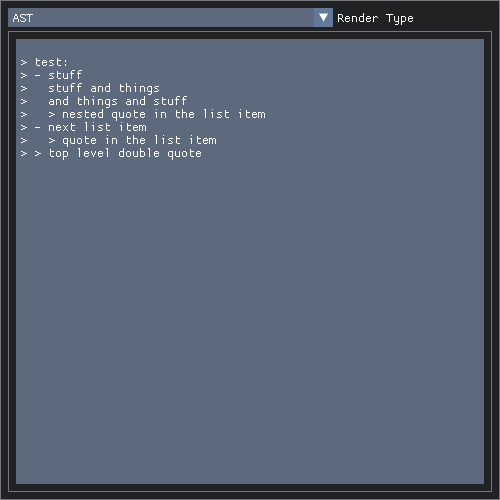 AST
Render Type
> test:
> - stuff
>   stuff and things
>   and things and stuff
>   > nested quote in the list item
> - next list item
>   > quote in the list item
> > top level double quote